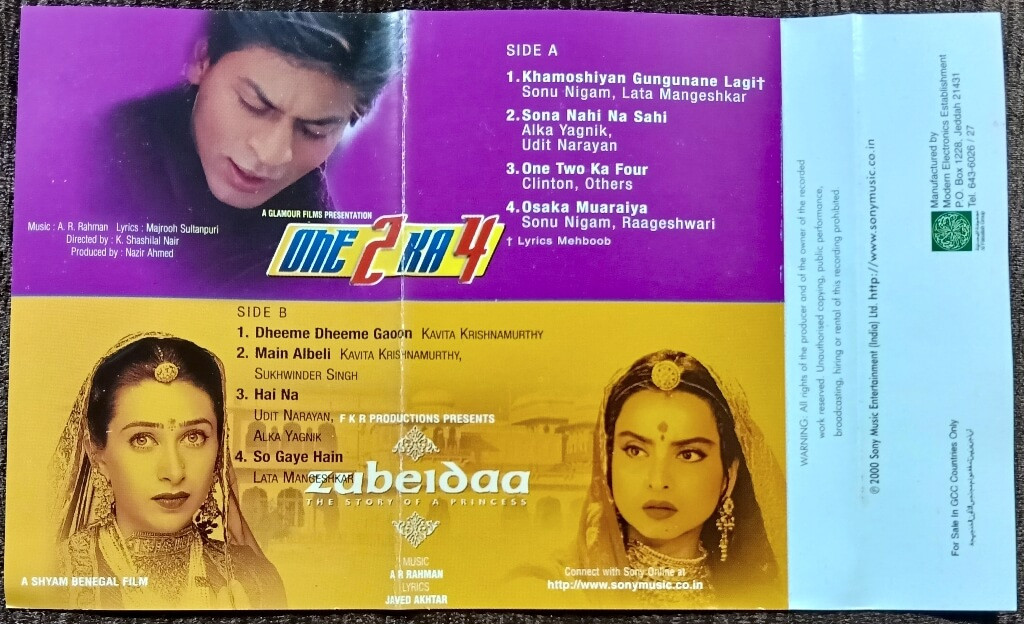 SIDE A
1. Khamoshiyan Gungunane Lagi†
Sonu Nigam, Lata Mangeshkar
2. Sona Nahi Na Sahi
Alka Yagnik,
Udit Narayan
3. One Two Ka Four
Clinton, Others
4. Osaka Muaraiya
Sonu Nigam, Raageshwari
† Lyrics Mehboob
A GLAMOUR FILMS PRESENTATION
ONE 2 KA 4
Music : A. R. Rahman Lyrics : Majrooh Sultanpuri
Directed by : K. Shashilal Nair
Produced by : Nazir Ahmed
SIDE B
1. Dheeme Dheeme Gaoon KAVITA KRISHNAMURTHY
2. Main Albeli KAVITA KRISHNAMURTHY,
SUKHWINDER SINGH
3. Hai Na
UDIT NARAYAN,
ALKA YAGNIK
4. So Gaye Hain
LATA MANGESHKAR
F K R PRODUCTIONS PRESENTS
zubeidaa
THE STORY OF A PRINCESS
MUSIC
A R RAHMAN
LYRICS
JAVED AKHTAR
A SHYAM BENEGAL FILM
Connect with Sony Online at
http://www.sonymusic.co.in
WARNING: All rights of the producer and of the owner of the recorded
work reserved. Unauthorised copying, public performance,
broadcasting, hiring or rental of this recording prohibited.
℗ 2000 Sony Music Entertainment (India) Ltd. http://www.sonymusic.co.in
Manufactured by
Modern Electronics Establishment
P.O. Box 1228, Jeddah 21431
Tel. 643-6026 / 27
For Sale In GCC Countries Only